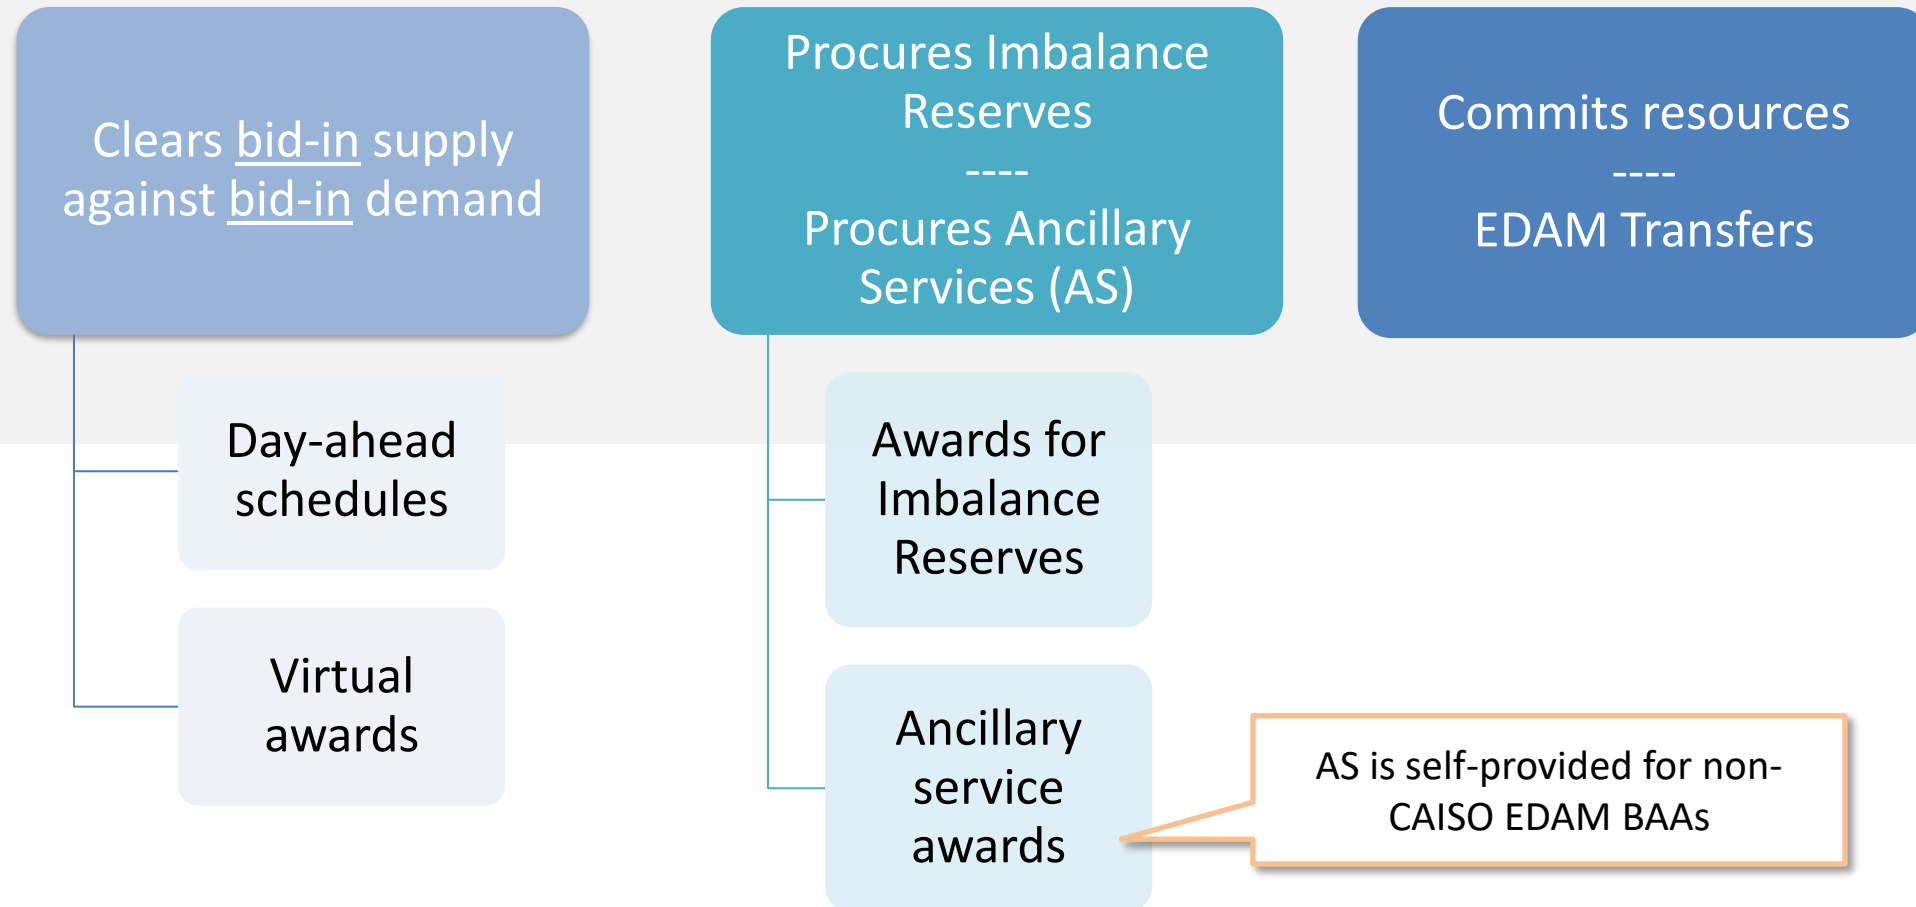 Clears bid-in supply
against bid-in demand
Day-ahead
schedules
Virtual
awards
Procures Imbalance
Reserves
----
Procures Ancillary
Services (AS)
Awards for
Imbalance
Reserves
Ancillary
service
awards
AS is self-provided for non-
CAISO EDAM BAAs
Commits resources
----
EDAM Transfers